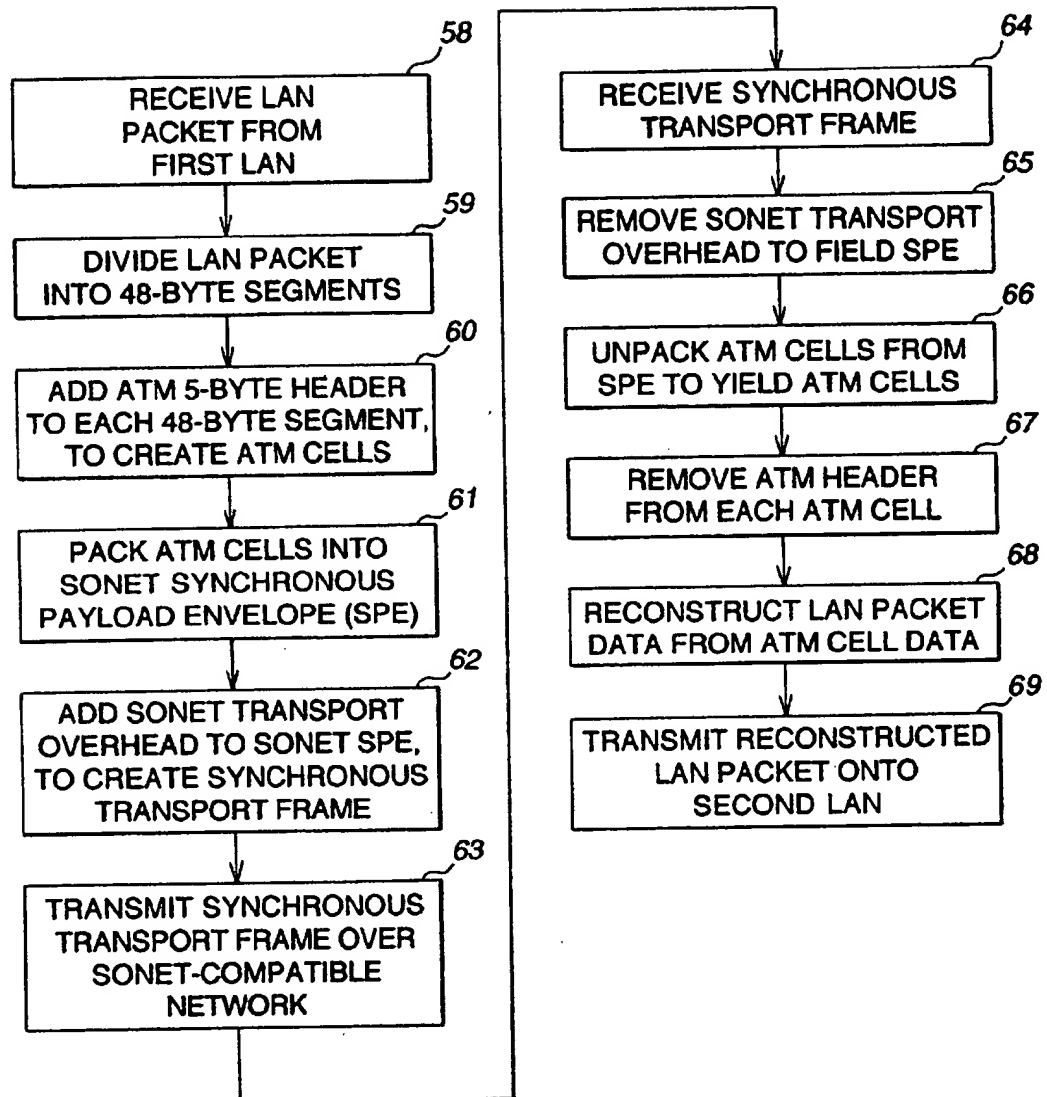 58
RECEIVE LAN
PACKET FROM
FIRST LAN
59
DIVIDE LAN PACKET
INTO 48-BYTE SEGMENTS
60
ADD ATM 5-BYTE HEADER
TO EACH 48-BYTE SEGMENT,
TO CREATE ATM CELLS
61
PACK ATM CELLS INTO
SONET SYNCHRONOUS
PAYLOAD ENVELOPE (SPE)
62
ADD SONET TRANSPORT
OVERHEAD TO SONET SPE,
TO CREATE SYNCHRONOUS
TRANSPORT FRAME
63
TRANSMIT SYNCHRONOUS
TRANSPORT FRAME OVER
SONET-COMPATIBLE
NETWORK
64
RECEIVE SYNCHRONOUS
TRANSPORT FRAME
65
REMOVE SONET TRANSPORT
OVERHEAD TO FIELD SPE
66
UNPACK ATM CELLS FROM
SPE TO YIELD ATM CELLS
67
REMOVE ATM HEADER
FROM EACH ATM CELL
68
RECONSTRUCT LAN PACKET
DATA FROM ATM CELL DATA
69
TRANSMIT RECONSTRUCTED
LAN PACKET ONTO
SECOND LAN